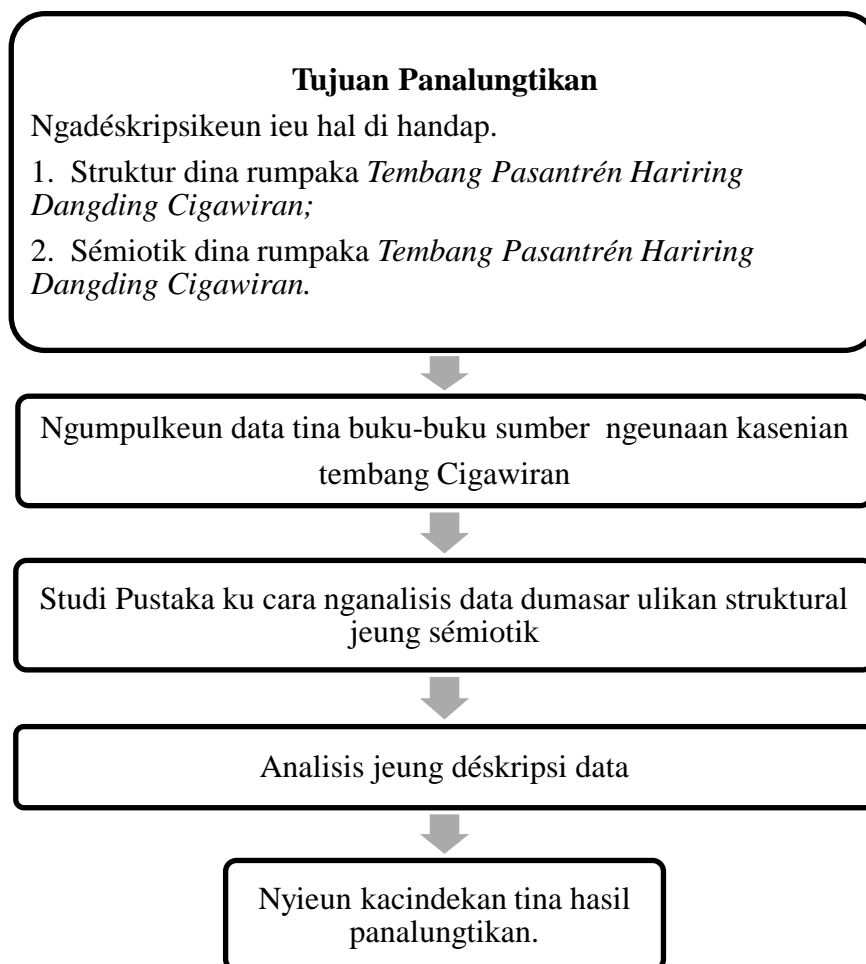 Tujuan Panalungtikan
Ngadéskripsikeun ieu hal di handap.
1. Struktur dina rumpaka Tembang Pasantrén Hariring
Dangding Cigawiran;
2. Sémiotik dina rumpaka Tembang Pasantrén Hariring
Dangding Cigawiran.
Ngumpulkeun data tina buku-buku sumber ngeunaan kasenian
tembang Cigawiran
Studi Pustaka ku cara nganalisis data dumasar ulikan struktural
jeung sémiotik
Analisis jeung déskripsi data
Nyieun kacindekan tina hasil
panalungtikan.